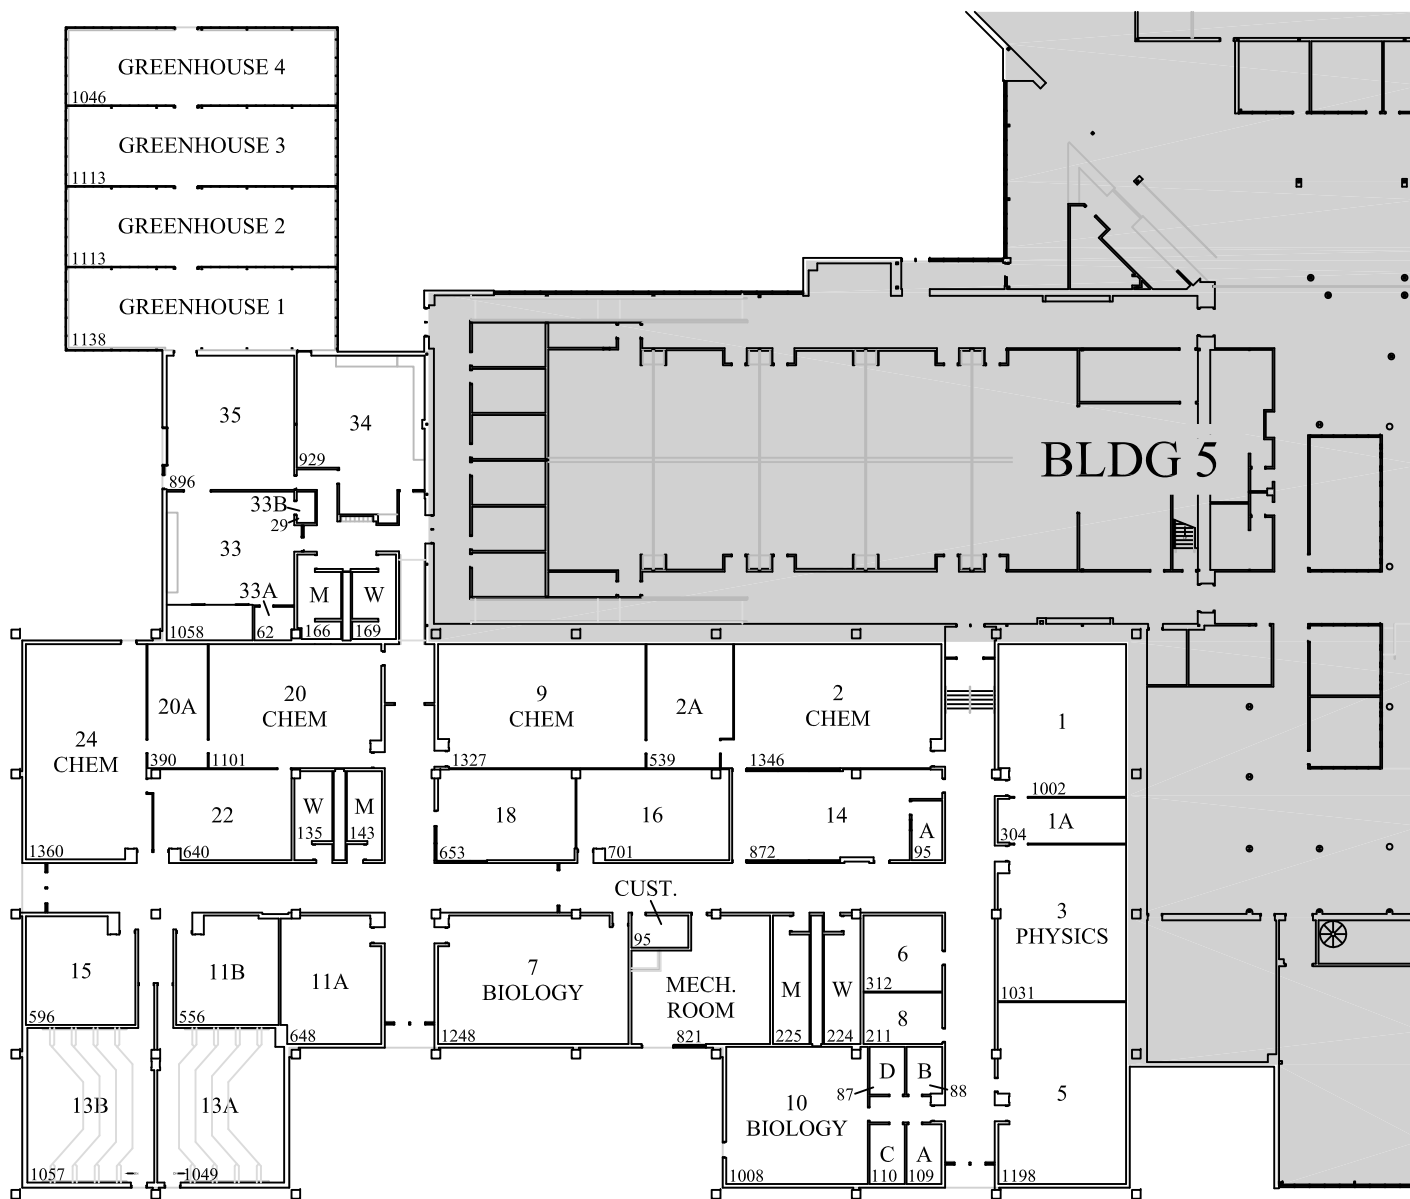 GREENHOUSE 4
1046
GREENHOUSE 3
1113
GREENHOUSE 2
1113
GREENHOUSE 1
1138
35
896
34
929
BLDG 5
33B
29
33
33A
1058
62
M
166
W
169
24
CHEM
1360
20A
390
20
CHEM
1101
9
CHEM
1327
2A
539
2
CHEM
1346
1
1002
22
640
W
135
M
143
18
653
16
701
14
872
A
95
1A
304
CUST.
95
3
PHYSICS
1031
15
596
11B
556
11A
648
7
BIOLOGY
1248
MECH.
ROOM
821
M
225
W
224
6
312
8
211
13B
1057
13A
1049
10
BIOLOGY
1008
D
87
B
88
C
110
A
109
5
1198